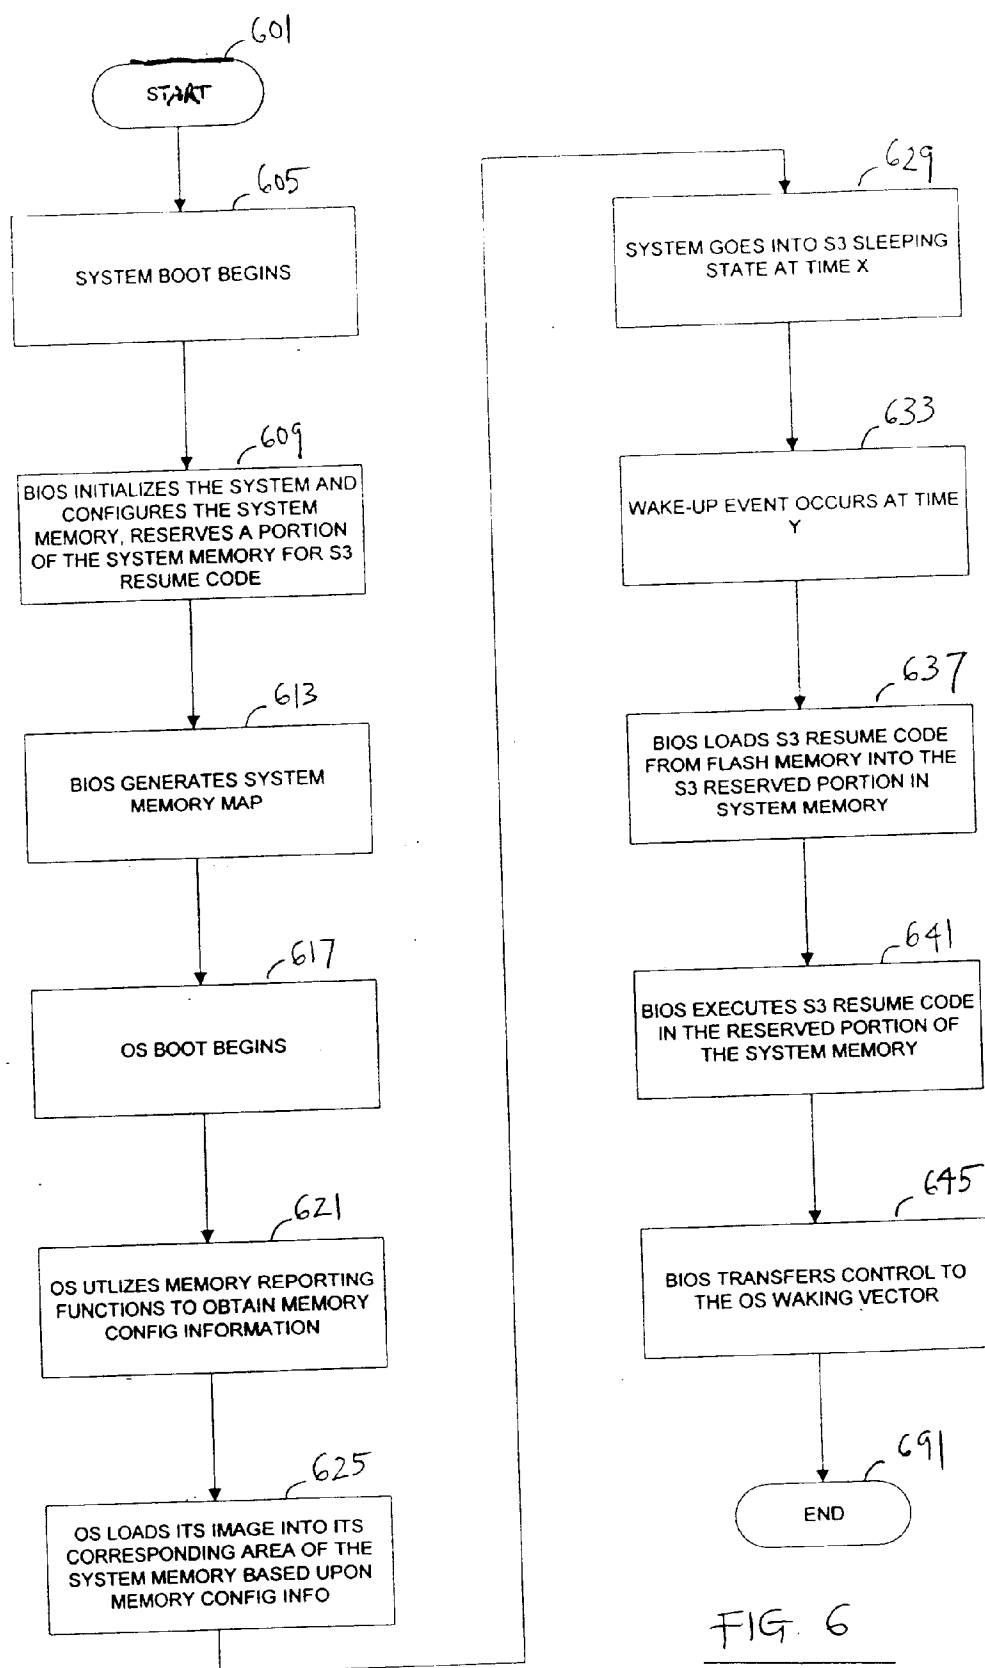 601
START
605
SYSTEM BOOT BEGINS
609
BIOS INITIALIZES THE SYSTEM AND
CONFIGURES THE SYSTEM
MEMORY, RESERVES A PORTION
OF THE SYSTEM MEMORY FOR S3
RESUME CODE
613
BIOS GENERATES SYSTEM
MEMORY MAP
617
OS BOOT BEGINS
621
OS UTLIZES MEMORY REPORTING
FUNCTIONS TO OBTAIN MEMORY
CONFIG INFORMATION
625
OS LOADS ITS IMAGE INTO ITS
CORRESPONDING AREA OF THE
SYSTEM MEMORY BASED UPON
MEMORY CONFIG INFO
629
SYSTEM GOES INTO S3 SLEEPING
STATE AT TIME X
633
WAKE-UP EVENT OCCURS AT TIME
Y
637
BIOS LOADS S3 RESUME CODE
FROM FLASH MEMORY INTO THE
S3 RESERVED PORTION IN
SYSTEM MEMORY
641
BIOS EXECUTES S3 RESUME CODE
IN THE RESERVED PORTION OF
THE SYSTEM MEMORY
645
BIOS TRANSFERS CONTROL TO
THE OS WAKING VECTOR
691
END
FIG. 6